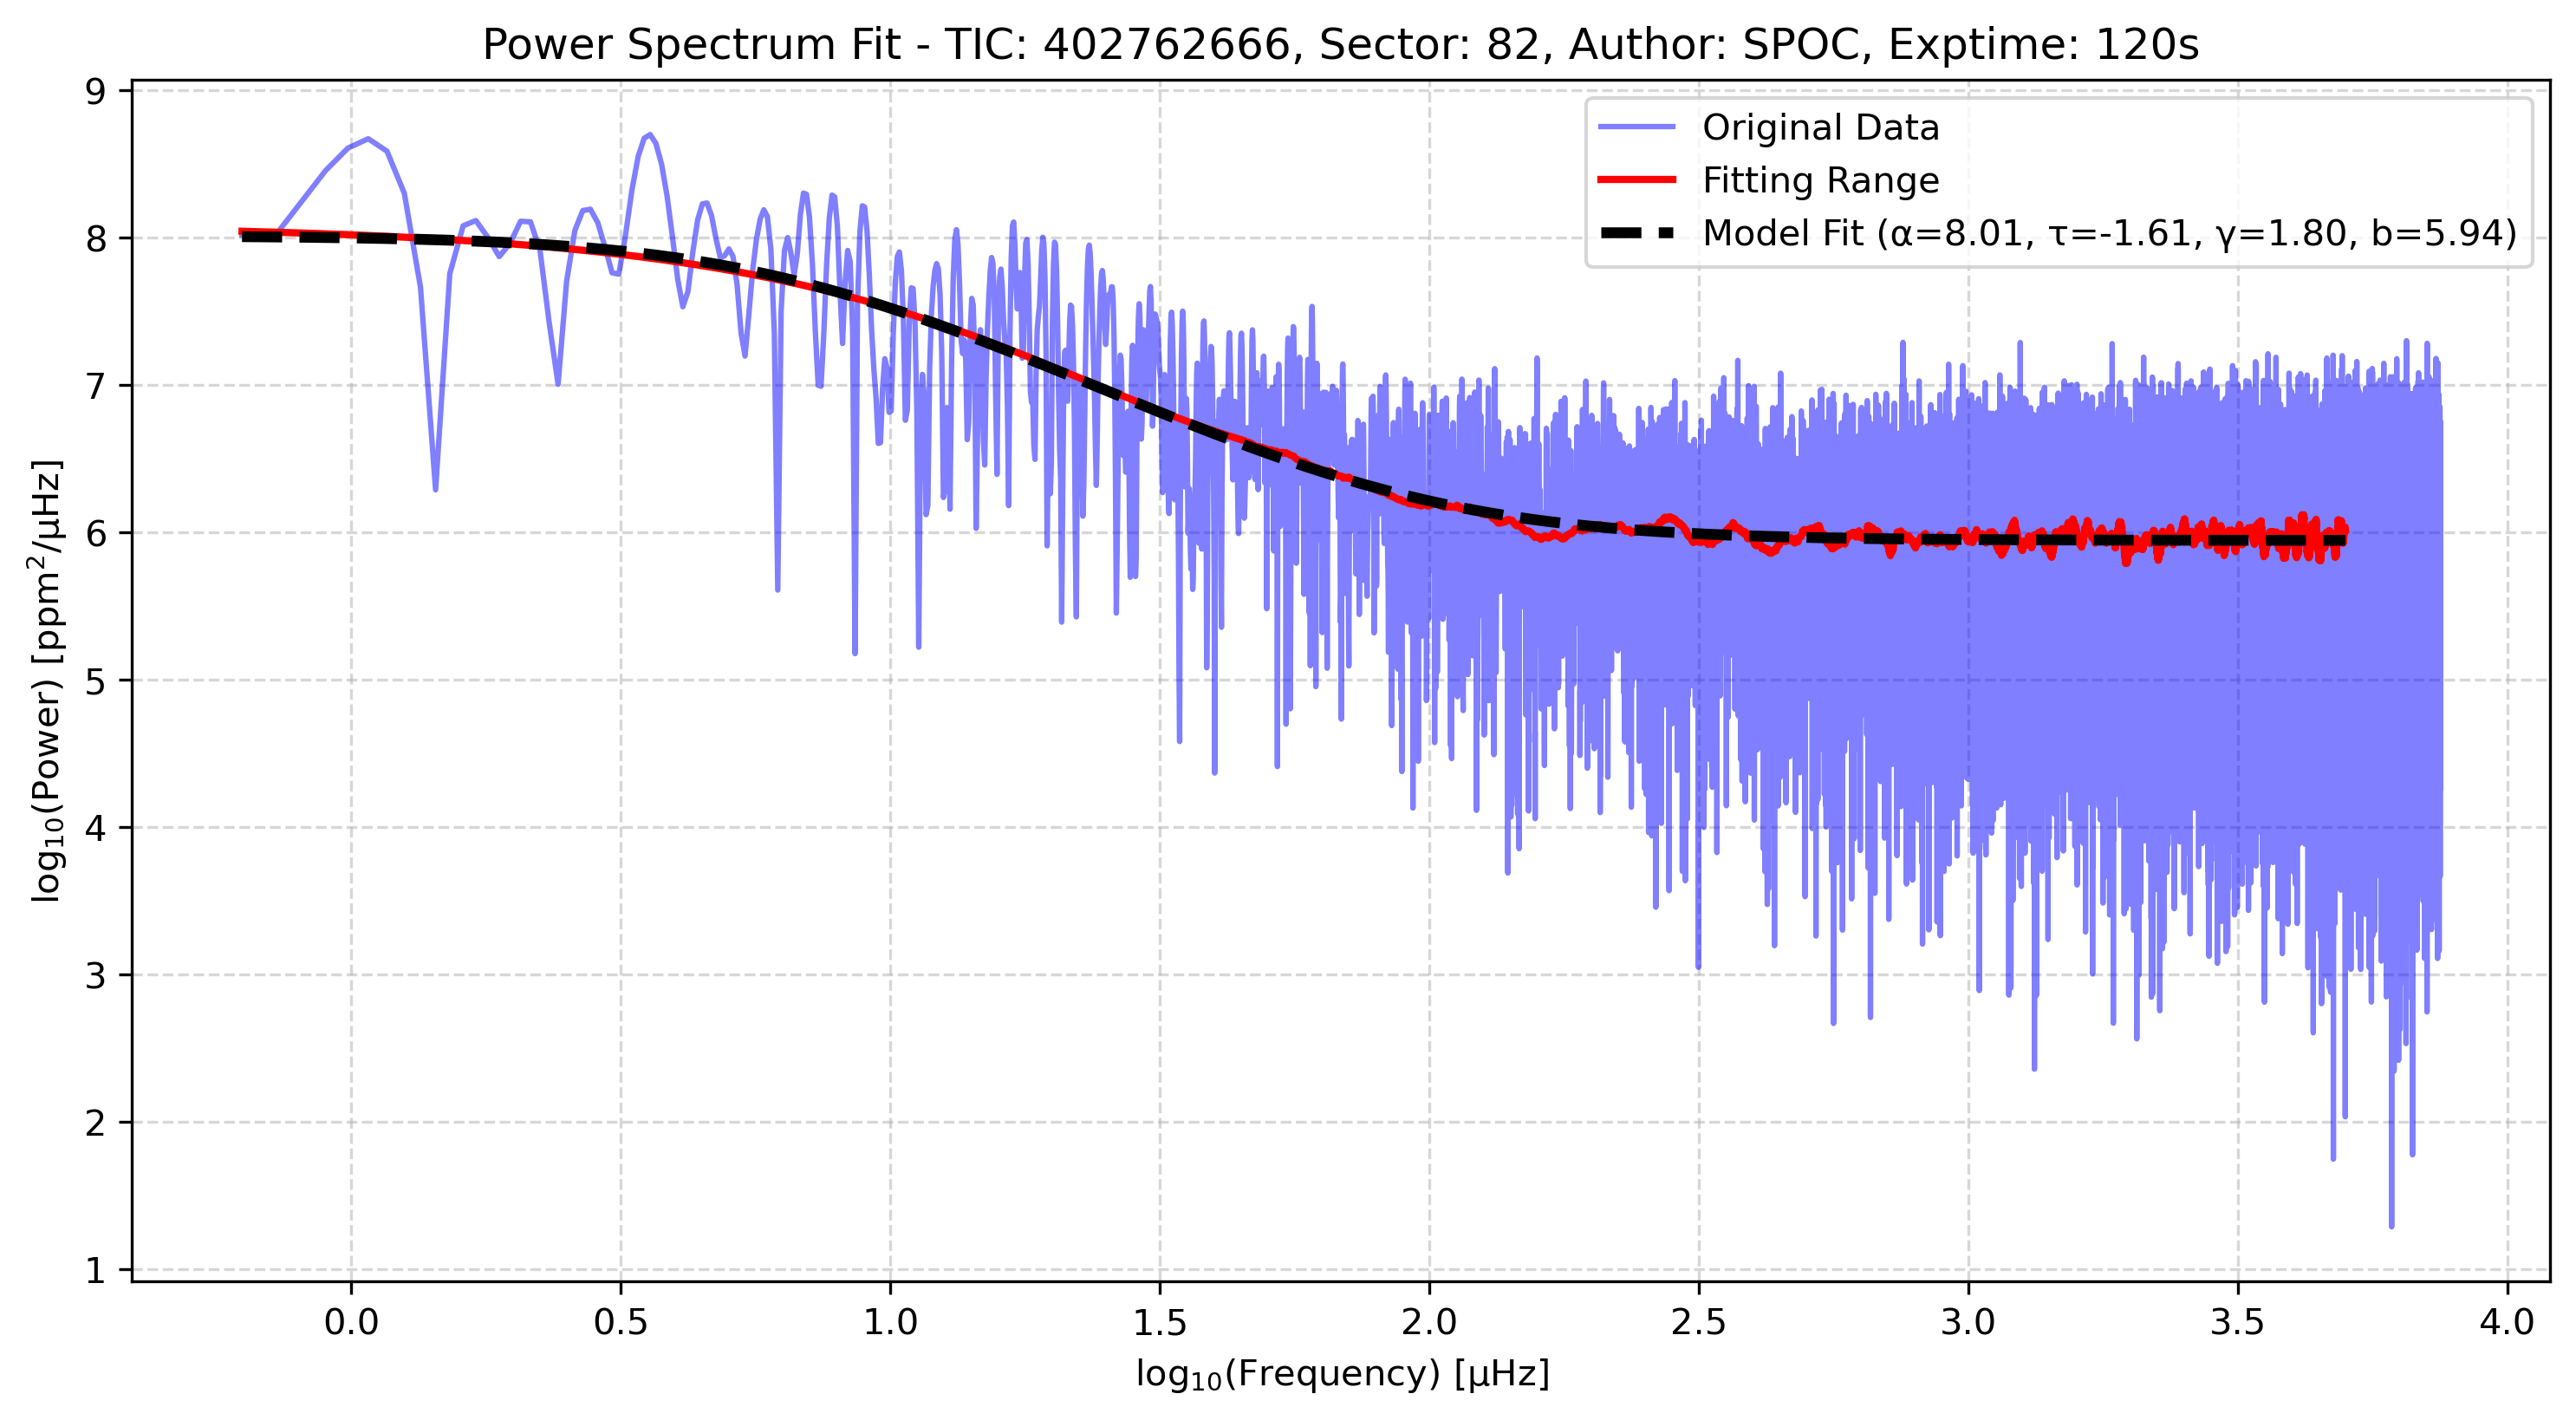 Power Spectrum Fit - TIC: 402762666, Sector: 82, Author: SPOC, Exptime: 120s
Original Data
Fitting Range
Model Fit (α=8.01, τ=-1.61, γ=1.80, b=5.94)
log₁₀(Power) [ppm²/μHz]
9
8
7
6
5
4
3
2
1
0.0 0.5 1.0 1.5 2.0 2.5 3.0 3.5 4.0
log₁₀(Frequency) [μHz]